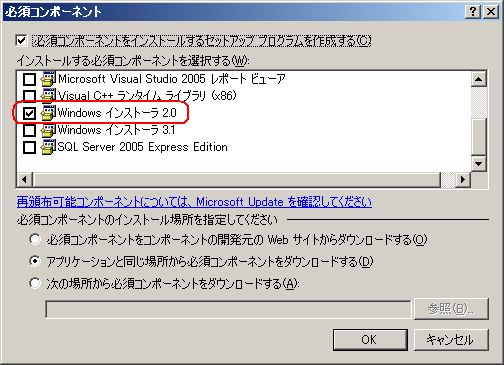 必須コンポーネント
必須コンポーネントをインストールするセットアップ プログラムを作成する(C)
インストールする必須コンポーネントを選択する(W):
Microsoft Visual Studio 2005 レポート ビューア
Visual C++ ランタイム ライブラリ (x86)
Windows インストーラ 2.0
Windows インストーラ 3.1
SQL Server 2005 Express Edition
再頒布可能コンポーネントについては、Microsoft Update を確認してください
必須コンポーネントのインストール場所を指定してください
必須コンポーネントをコンポーネントの開発元の Web サイトからダウンロードする(O)
アプリケーションと同じ場所から必須コンポーネントをダウンロードする(D)
次の場所から必須コンポーネントをダウンロードする(A):
参照(B)...
OK
キャンセル